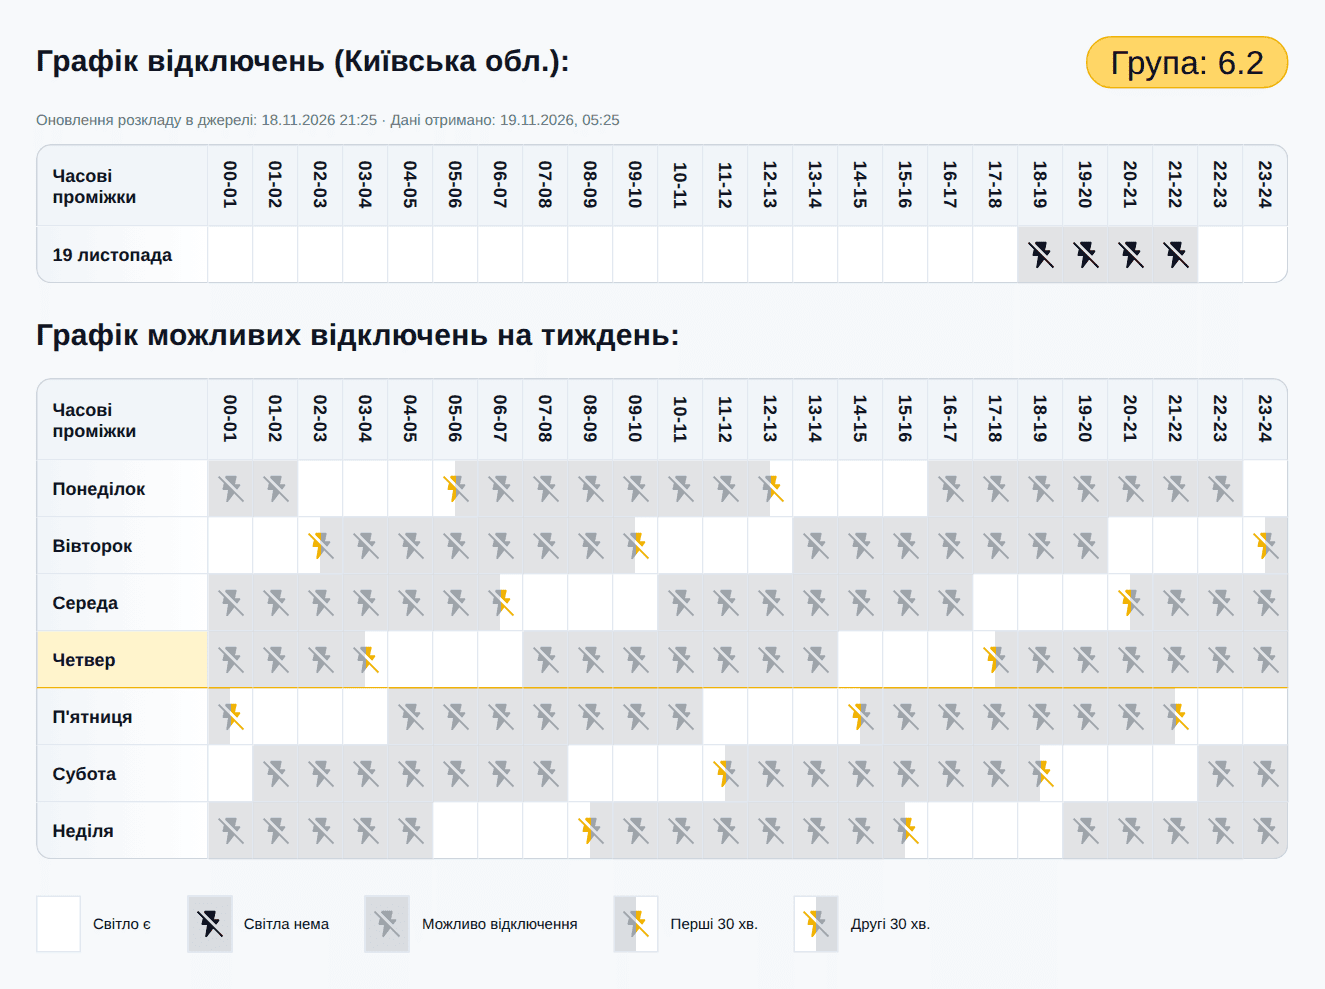 Графік відключень (Київська обл.):
Група: 6.2
Оновлення розкладу в джерелі: 18.11.2026 21:25 · Дані отримано: 19.11.2026, 05:25
Часові проміжки 00-01 01-02 02-03 03-04 04-05 05-06 06-07 07-08 08-09 09-10 10-11 11-12 12-13 13-14 14-15 15-16 16-17 17-18 18-19 19-20 20-21 21-22 22-23 23-24
19 листопада
Графік можливих відключень на тиждень:
Часові проміжки 00-01 01-02 02-03 03-04 04-05 05-06 06-07 07-08 08-09 09-10 10-11 11-12 12-13 13-14 14-15 15-16 16-17 17-18 18-19 19-20 20-21 21-22 22-23 23-24
Понеділок
Вівторок
Середа
Четвер
П'ятниця
Субота
Неділя
Світло є Світла нема Можливо відключення Перші 30 хв. Другі 30 хв.